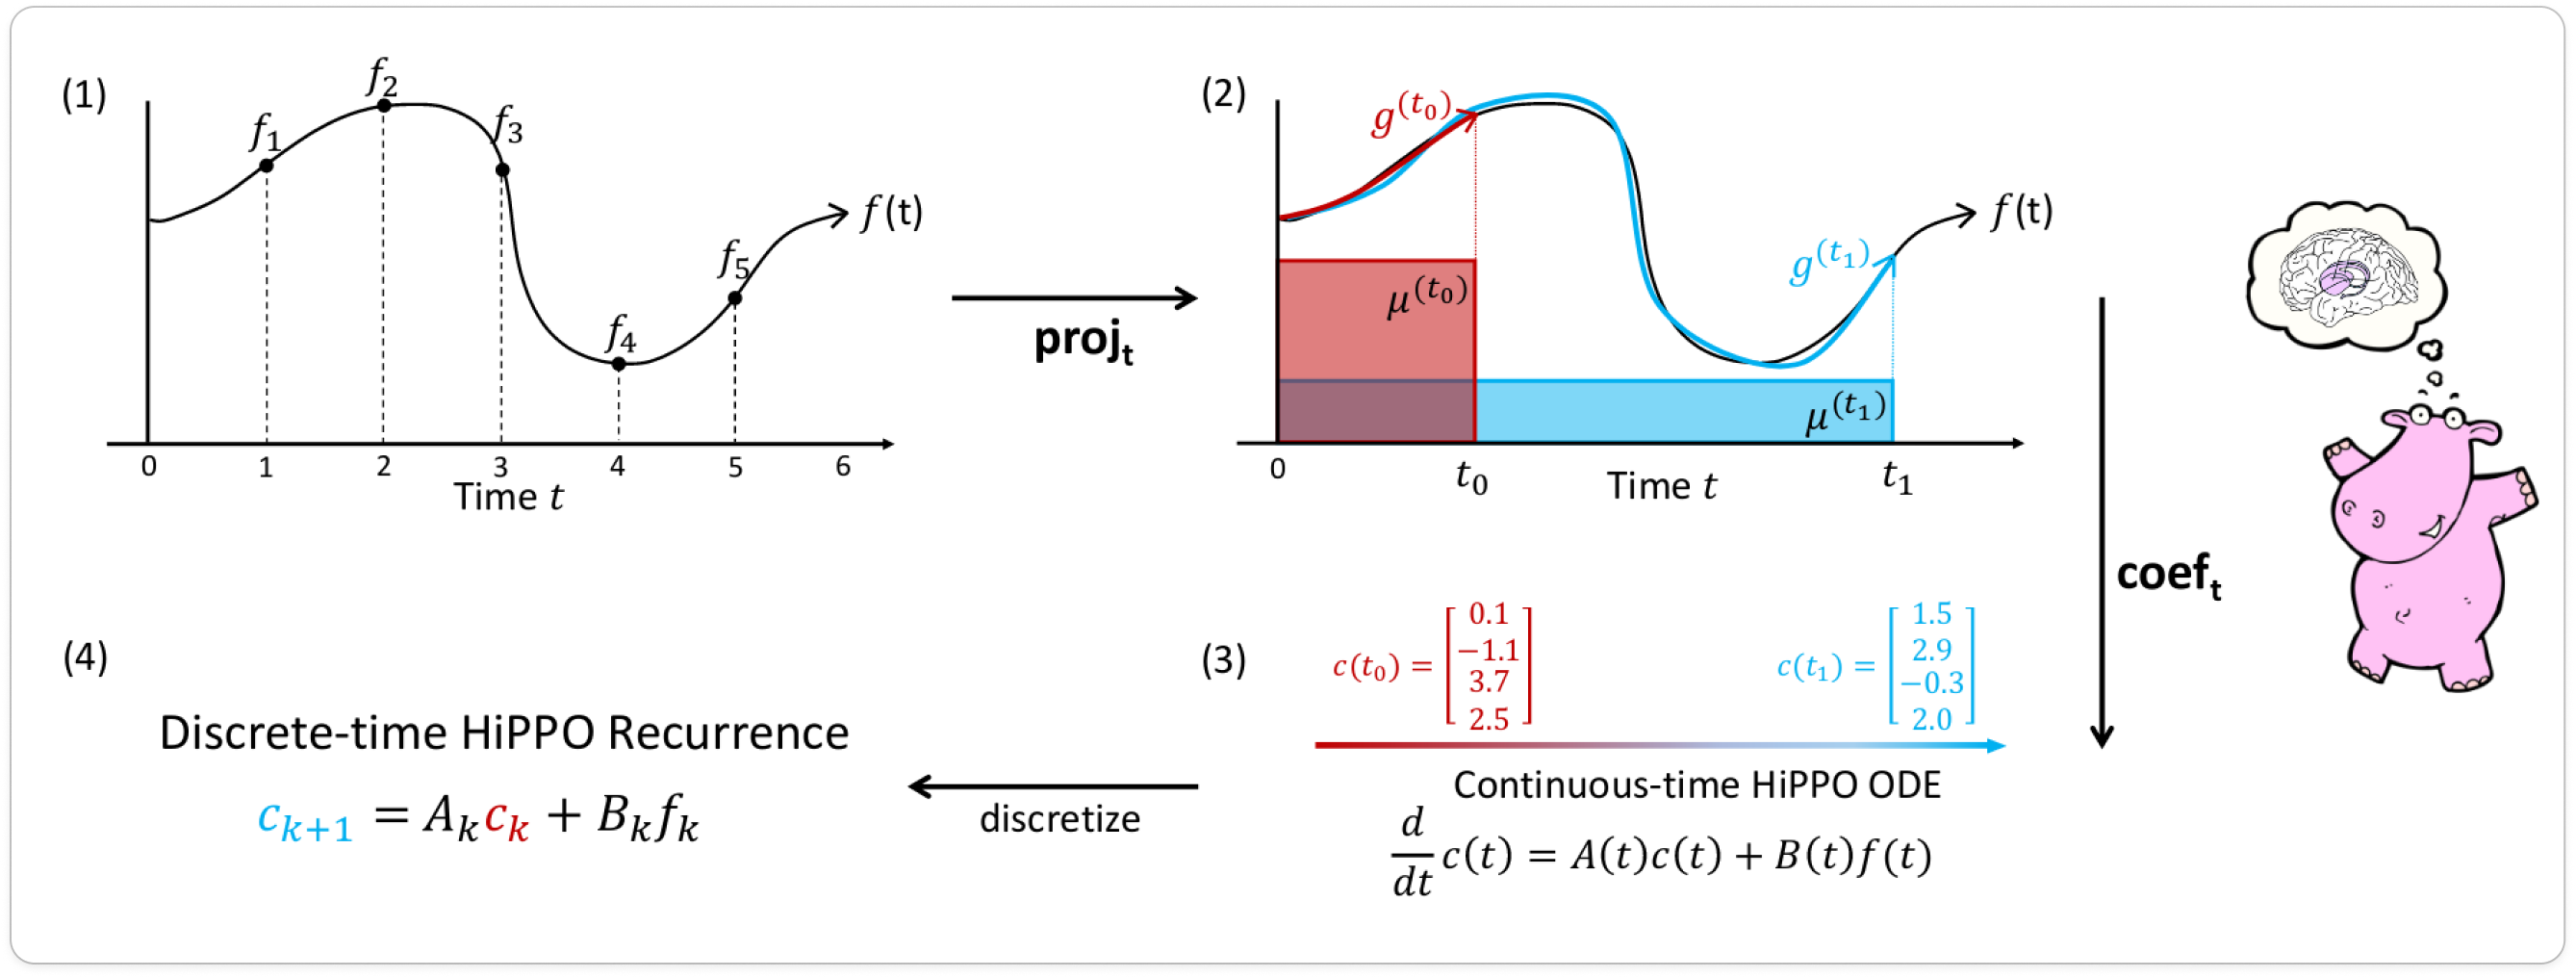 (1)
f₁
f₂
f₃
f₄
f₅
f(t)
0 1 2 3 4 5 6
Time t
proj_t
(2)
g^(t₀)
g^(t₁)
f(t)
μ^(t₀)
μ^(t₁)
0 t₀ Time t t₁
coef_t
(3)
c(t₀) = [0.1 −1.1 3.7 2.5]
c(t₁) = [1.5 2.9 −0.3 2.0]
Continuous-time HiPPO ODE
d/dt c(t) = A(t)c(t) + B(t)f(t)
discretize
(4)
Discrete-time HiPPO Recurrence
c_{k+1} = A_k c_k + B_k f_k